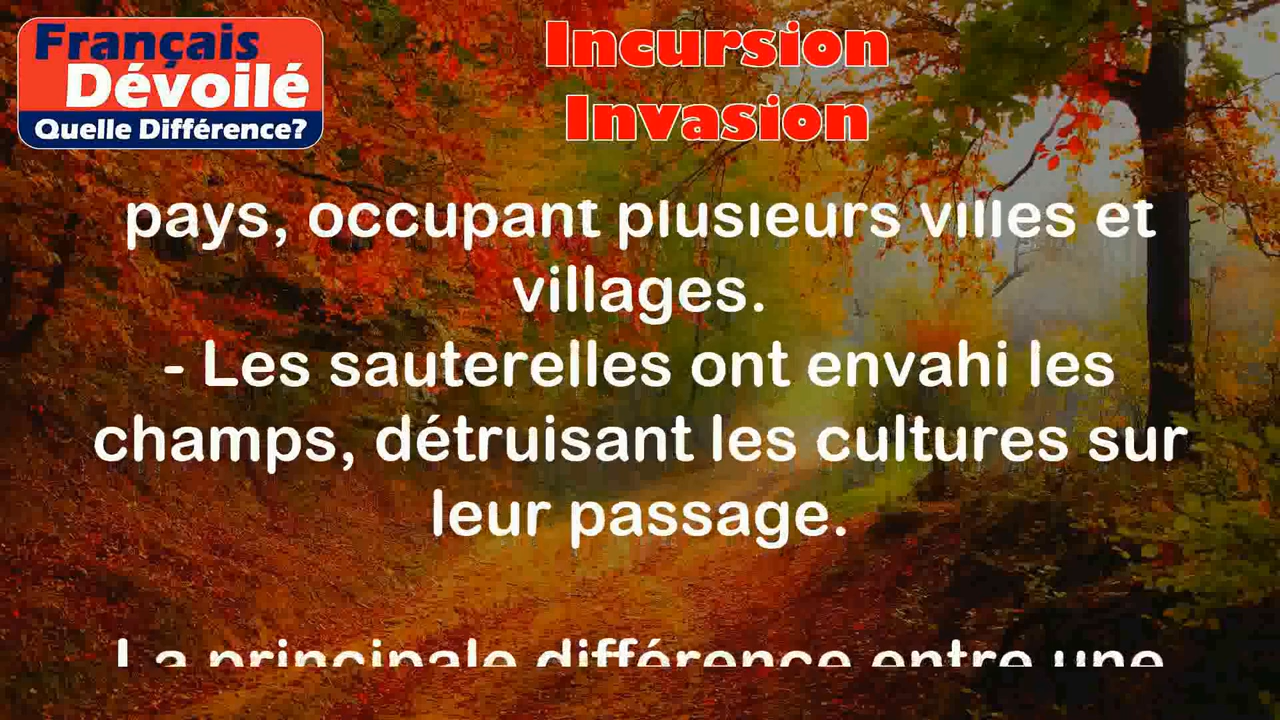 Français
Dévoilé
Quelle Différence?
Incursion
Invasion
pays, occupant plusieurs villes et
villages.
- Les sauterelles ont envahi les
champs, détruisant les cultures sur
leur passage.
La principale différence entre une